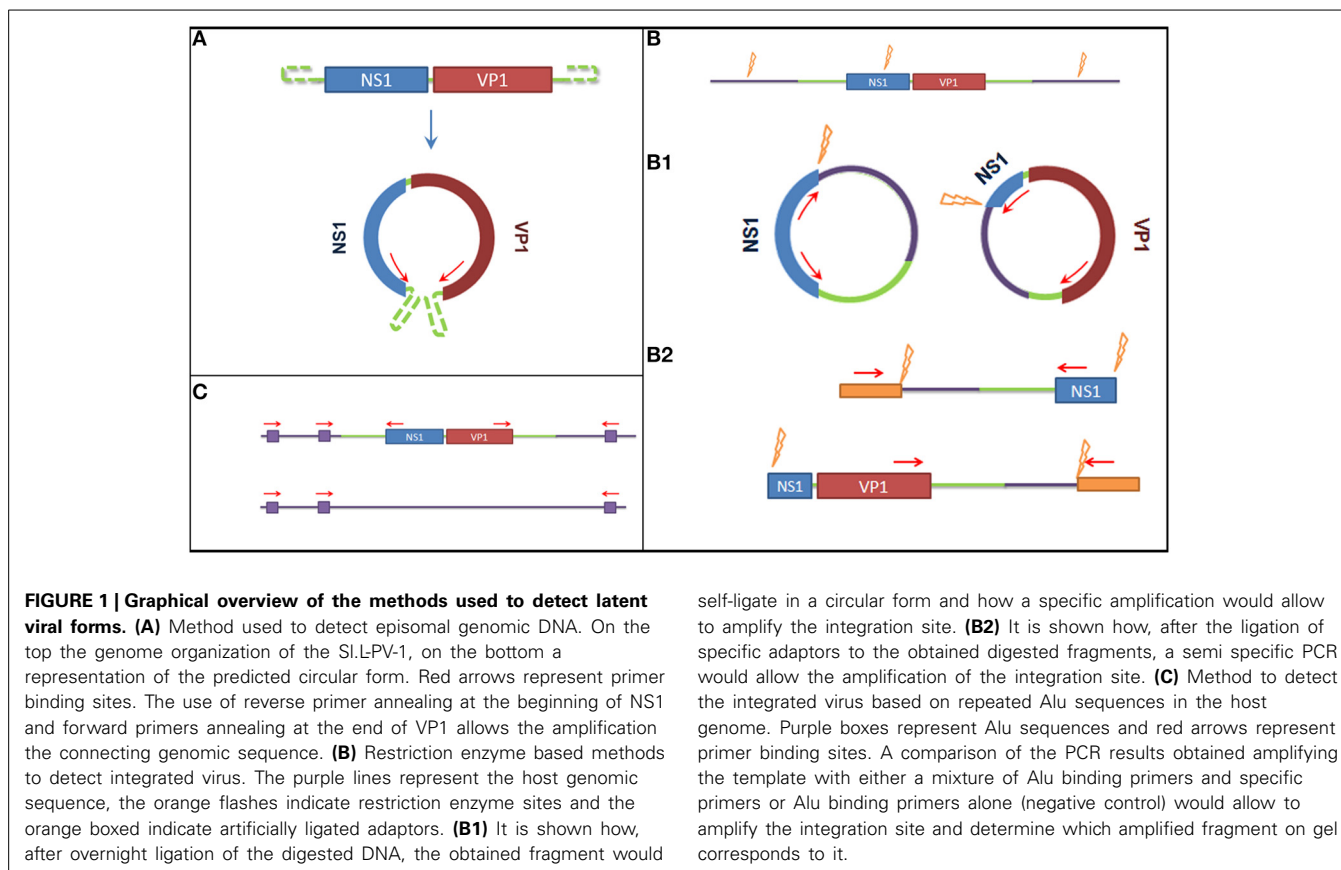 A
NS1
VP1
NS1
VP1
B
NS1
VP1
B1
NS1
NS1
VP1
B2
NS1
NS1
VP1
C
NS1
VP1
FIGURE 1 | Graphical overview of the methods used to detect latent
viral forms. (A) Method used to detect episomal genomic DNA. On the
top the genome organization of the Sl.L-PV-1, on the bottom a
representation of the predicted circular form. Red arrows represent primer
binding sites. The use of reverse primer annealing at the beginning of NS1
and forward primers annealing at the end of VP1 allows the amplification
the connecting genomic sequence. (B) Restriction enzyme based methods
to detect integrated virus. The purple lines represent the host genomic
sequence, the orange flashes indicate restriction enzyme sites and the
orange boxed indicate artificially ligated adaptors. (B1) It is shown how,
after overnight ligation of the digested DNA, the obtained fragment would
self-ligate in a circular form and how a specific amplification would allow
to amplify the integration site. (B2) It is shown how, after the ligation of
specific adaptors to the obtained digested fragments, a semi specific PCR
would allow the amplification of the integration site. (C) Method to detect
the integrated virus based on repeated Alu sequences in the host
genome. Purple boxes represent Alu sequences and red arrows represent
primer binding sites. A comparison of the PCR results obtained amplifying
the template with either a mixture of Alu binding primers and specific
primers or Alu binding primers alone (negative control) would allow to
amplify the integration site and determine which amplified fragment on gel
corresponds to it.